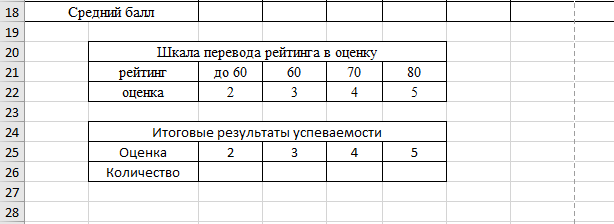 18 Средний балл
19
20 Шкала перевода рейтинга в оценку
21 рейтинг до 60 60 70 80
22 оценка 2 3 4 5
23
24 Итоговые результаты успеваемости
25 Оценка 2 3 4 5
26 Количество
27
28